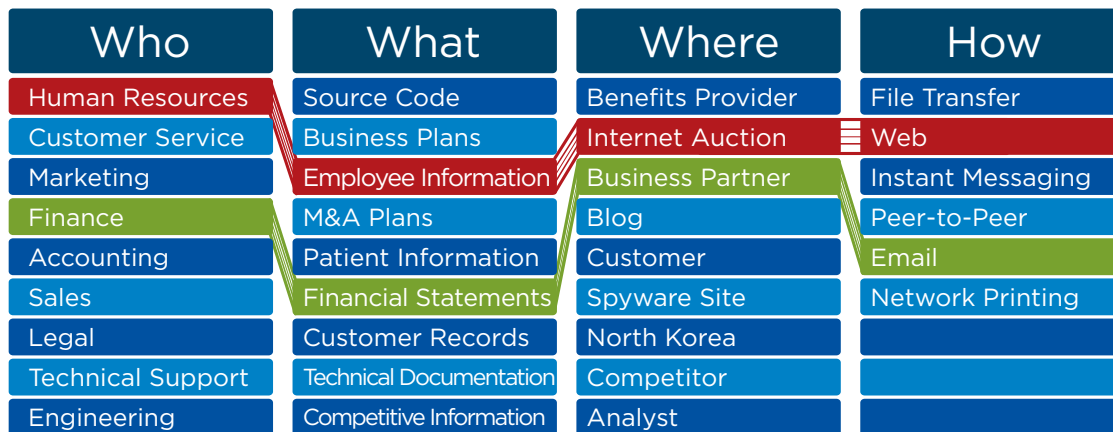 Who What Where How
Human Resources Source Code Benefits Provider File Transfer
Customer Service Business Plans Internet Auction Web
Marketing Employee Information Business Partner Instant Messaging
Finance M&A Plans Blog Peer-to-Peer
Accounting Patient Information Customer Email
Sales Financial Statements Spyware Site Network Printing
Legal Customer Records North Korea
Technical Support Technical Documentation Competitor
Engineering Competitive Information Analyst